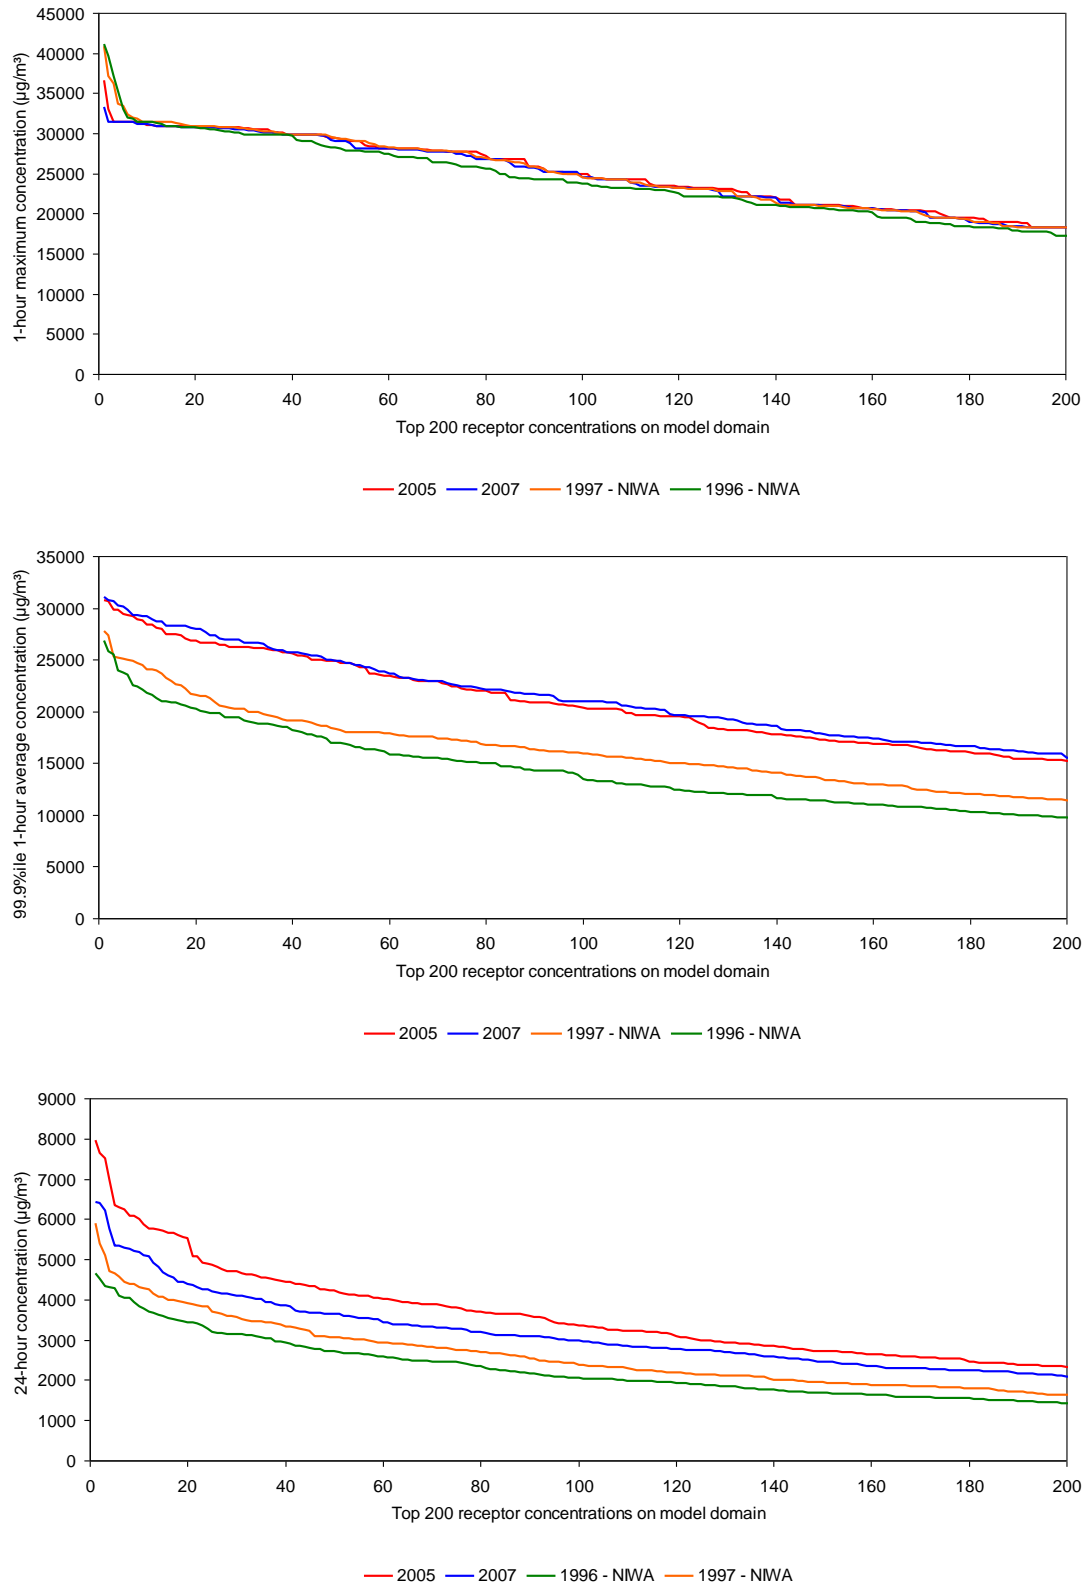 1-hour maximum concentration (µg/m³)
45000
40000
35000
30000
25000
20000
15000
10000
5000
0
0 20 40 60 80 100 120 140 160 180 200
Top 200 receptor concentrations on model domain
2005 2007 1997 - NIWA 1996 - NIWA
99.9%ile 1-hour average concentration (µg/m³)
35000
30000
25000
20000
15000
10000
5000
0
0 20 40 60 80 100 120 140 160 180 200
Top 200 receptor concentrations on model domain
2005 2007 1997 - NIWA 1996 - NIWA
24-hour concentration (µg/m³)
9000
8000
7000
6000
5000
4000
3000
2000
1000
0
0 20 40 60 80 100 120 140 160 180 200
Top 200 receptor concentrations on model domain
2005 2007 1996 - NIWA 1997 - NIWA